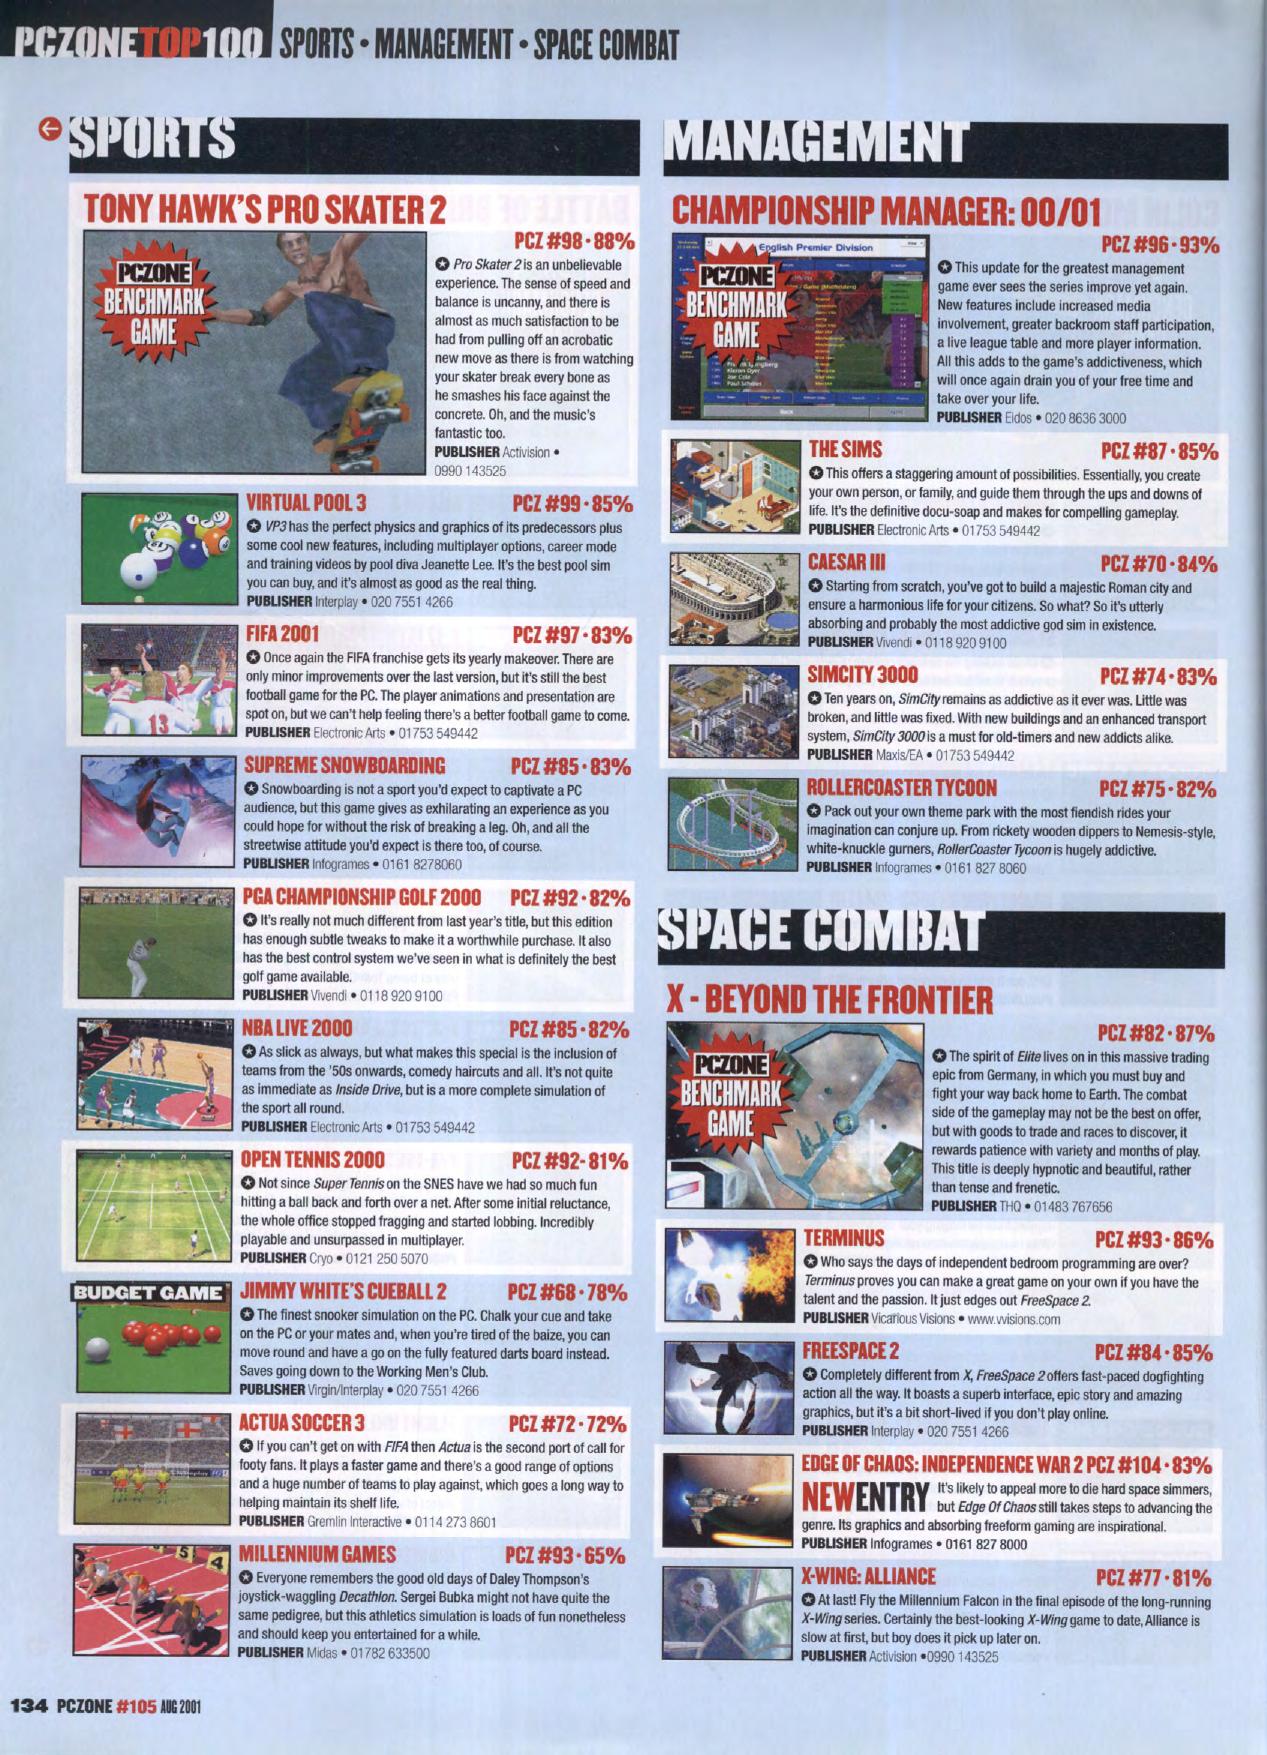 PCZONETOP100 SPORTS • MANAGEMENT • SPACE COMBAT
SPORTS
TONY HAWK'S PRO SKATER 2
PCZONE
BENCHMARK
GAME
PCZ #98 • 88%
Pro Skater 2 is an unbelievable
experience. The sense of speed and
balance is uncanny, and there is
almost as much satisfaction to be
had from pulling off an acrobatic
new move as there is from watching
your skater break every bone as
he smashes his face against the
concrete. Oh, and the music's
fantastic too.
PUBLISHER Activision •
0990 143525
VIRTUAL POOL 3 PCZ #99 • 85%
VP3 has the perfect physics and graphics of its predecessors plus
some cool new features, including multiplayer options, career mode
and training videos by pool diva Jeanette Lee. It's the best pool sim
you can buy, and it's almost as good as the real thing.
PUBLISHER Interplay • 020 7551 4266
FIFA 2001 PCZ #97 • 83%
Once again the FIFA franchise gets its yearly makeover. There are
only minor improvements over the last version, but it's still the best
football game for the PC. The player animations and presentation are
spot on, but we can't help feeling there's a better football game to come.
PUBLISHER Electronic Arts • 01753 549442
13
SUPREME SNOWBOARDING PCZ #85 • 83%
Snowboarding is not a sport you'd expect to captivate a PC
audience, but this game gives as exhilarating an experience as you
could hope for without the risk of breaking a leg. Oh, and all the
streetwise attitude you'd expect is there too, of course.
PUBLISHER Infogrames • 0161 8278060
PGA CHAMPIONSHIP GOLF 2000 PCZ #92 • 82%
It's really not much different from last year's title, but this edition
has enough subtle tweaks to make it a worthwhile purchase. It also
has the best control system we've seen in what is definitely the best
golf game available.
PUBLISHER Vivendi • 0118 920 9100
NBA LIVE 2000 PCZ #85 • 82%
As slick as always, but what makes this special is the inclusion of
teams from the '50s onwards, comedy haircuts and all. It's not quite
as immediate as Inside Drive, but is a more complete simulation of
the sport all round.
PUBLISHER Electronic Arts • 01753 549442
OPEN TENNIS 2000 PCZ #92 • 81%
Not since Super Tennis on the SNES have we had so much fun
hitting a ball back and forth over a net. After some initial reluctance,
the whole office stopped fragging and started lobbing. Incredibly
playable and unsurpassed in multiplayer.
PUBLISHER Cryo • 0121 250 5070
BUDGET GAME
JIMMY WHITE'S CUEBALL 2 PCZ #68 • 78%
The finest snooker simulation on the PC. Chalk your cue and take
on the PC or your mates and, when you're tired of the baize, you can
move round and have a go on the fully featured darts board instead.
Saves going down to the Working Men's Club.
PUBLISHER Virgin/Interplay • 020 7551 4266
ACTUA SOCCER 3 PCZ #72 • 72%
If you can't get on with FIFA then Actua is the second port of call for
footy fans. It plays a faster game and there's a good range of options
and a huge number of teams to play against, which goes a long way to
helping maintain its shelf life.
PUBLISHER Gremlin Interactive • 0114 273 8601
5 4
MILLENNIUM GAMES PCZ #93 • 65%
Everyone remembers the good old days of Daley Thompson's
joystick-waggling Decathlon. Sergei Bubka might not have quite the
same pedigree, but this athletics simulation is loads of fun nonetheless
and should keep you entertained for a while.
PUBLISHER Midas • 01782 633500
MANAGEMENT
CHAMPIONSHIP MANAGER: 00/01
English Premier Division
PCZONE
BENCHMARK
GAME
Kieron Dyer
Joe Cole
Paul Scholes
Back
PCZ #96 • 93%
This update for the greatest management
game ever sees the series improve yet again.
New features include increased media
involvement, greater backroom staff participation,
a live league table and more player information.
All this adds to the game's addictiveness, which
will once again drain you of your free time and
take over your life.
PUBLISHER Eidos • 020 8636 3000
THE SIMS PCZ #87 • 85%
This offers a staggering amount of possibilities. Essentially, you create
your own person, or family, and guide them through the ups and downs of
life. It's the definitive docu-soap and makes for compelling gameplay.
PUBLISHER Electronic Arts • 01753 549442
CAESAR III PCZ #70 • 84%
Starting from scratch, you've got to build a majestic Roman city and
ensure a harmonious life for your citizens. So what? So it's utterly
absorbing and probably the most addictive god sim in existence.
PUBLISHER Vivendi • 0118 920 9100
SIMCITY 3000 PCZ #74 • 83%
Ten years on, SimCity remains as addictive as it ever was. Little was
broken, and little was fixed. With new buildings and an enhanced transport
system, SimCity 3000 is a must for old-timers and new addicts alike.
PUBLISHER Maxis/EA • 01753 549442
ROLLERCOASTER TYCOON PCZ #75 • 82%
Pack out your own theme park with the most fiendish rides your
imagination can conjure up. From rickety wooden dippers to Nemesis-style,
white-knuckle gurners, RollerCoaster Tycoon is hugely addictive.
PUBLISHER Infogrames • 0161 827 8060
SPACE COMBAT
X - BEYOND THE FRONTIER
PCZONE
BENCHMARK
GAME
PCZ #82 • 87%
The spirit of Elite lives on in this massive trading
epic from Germany, in which you must buy and
fight your way back home to Earth. The combat
side of the gameplay may not be the best on offer,
but with goods to trade and races to discover, it
rewards patience with variety and months of play.
This title is deeply hypnotic and beautiful, rather
than tense and frenetic.
PUBLISHER THQ • 01483 767656
TERMINUS PCZ #93 • 86%
Who says the days of independent bedroom programming are over?
Terminus proves you can make a great game on your own if you have the
talent and the passion. It just edges out FreeSpace 2.
PUBLISHER Vicarious Visions • www.vvisions.com
FREESPACE 2 PCZ #84 • 85%
Completely different from X, FreeSpace 2 offers fast-paced dogfighting
action all the way. It boasts a superb interface, epic story and amazing
graphics, but it's a bit short-lived if you don't play online.
PUBLISHER Interplay • 020 7551 4266
EDGE OF CHAOS: INDEPENDENCE WAR 2 PCZ #104 • 83%
NEWENTRY It's likely to appeal more to die hard space simmers,
but Edge Of Chaos still takes steps to advancing the
genre. Its graphics and absorbing freeform gaming are inspirational.
PUBLISHER Infogrames • 0161 827 8000
X-WING: ALLIANCE PCZ #77 • 81%
At last! Fly the Millennium Falcon in the final episode of the long-running
X-Wing series. Certainly the best-looking X-Wing game to date, Alliance is
slow at first, but boy does it pick up later on.
PUBLISHER Activision •0990 143525
134 PCZONE #105 AUG 2001